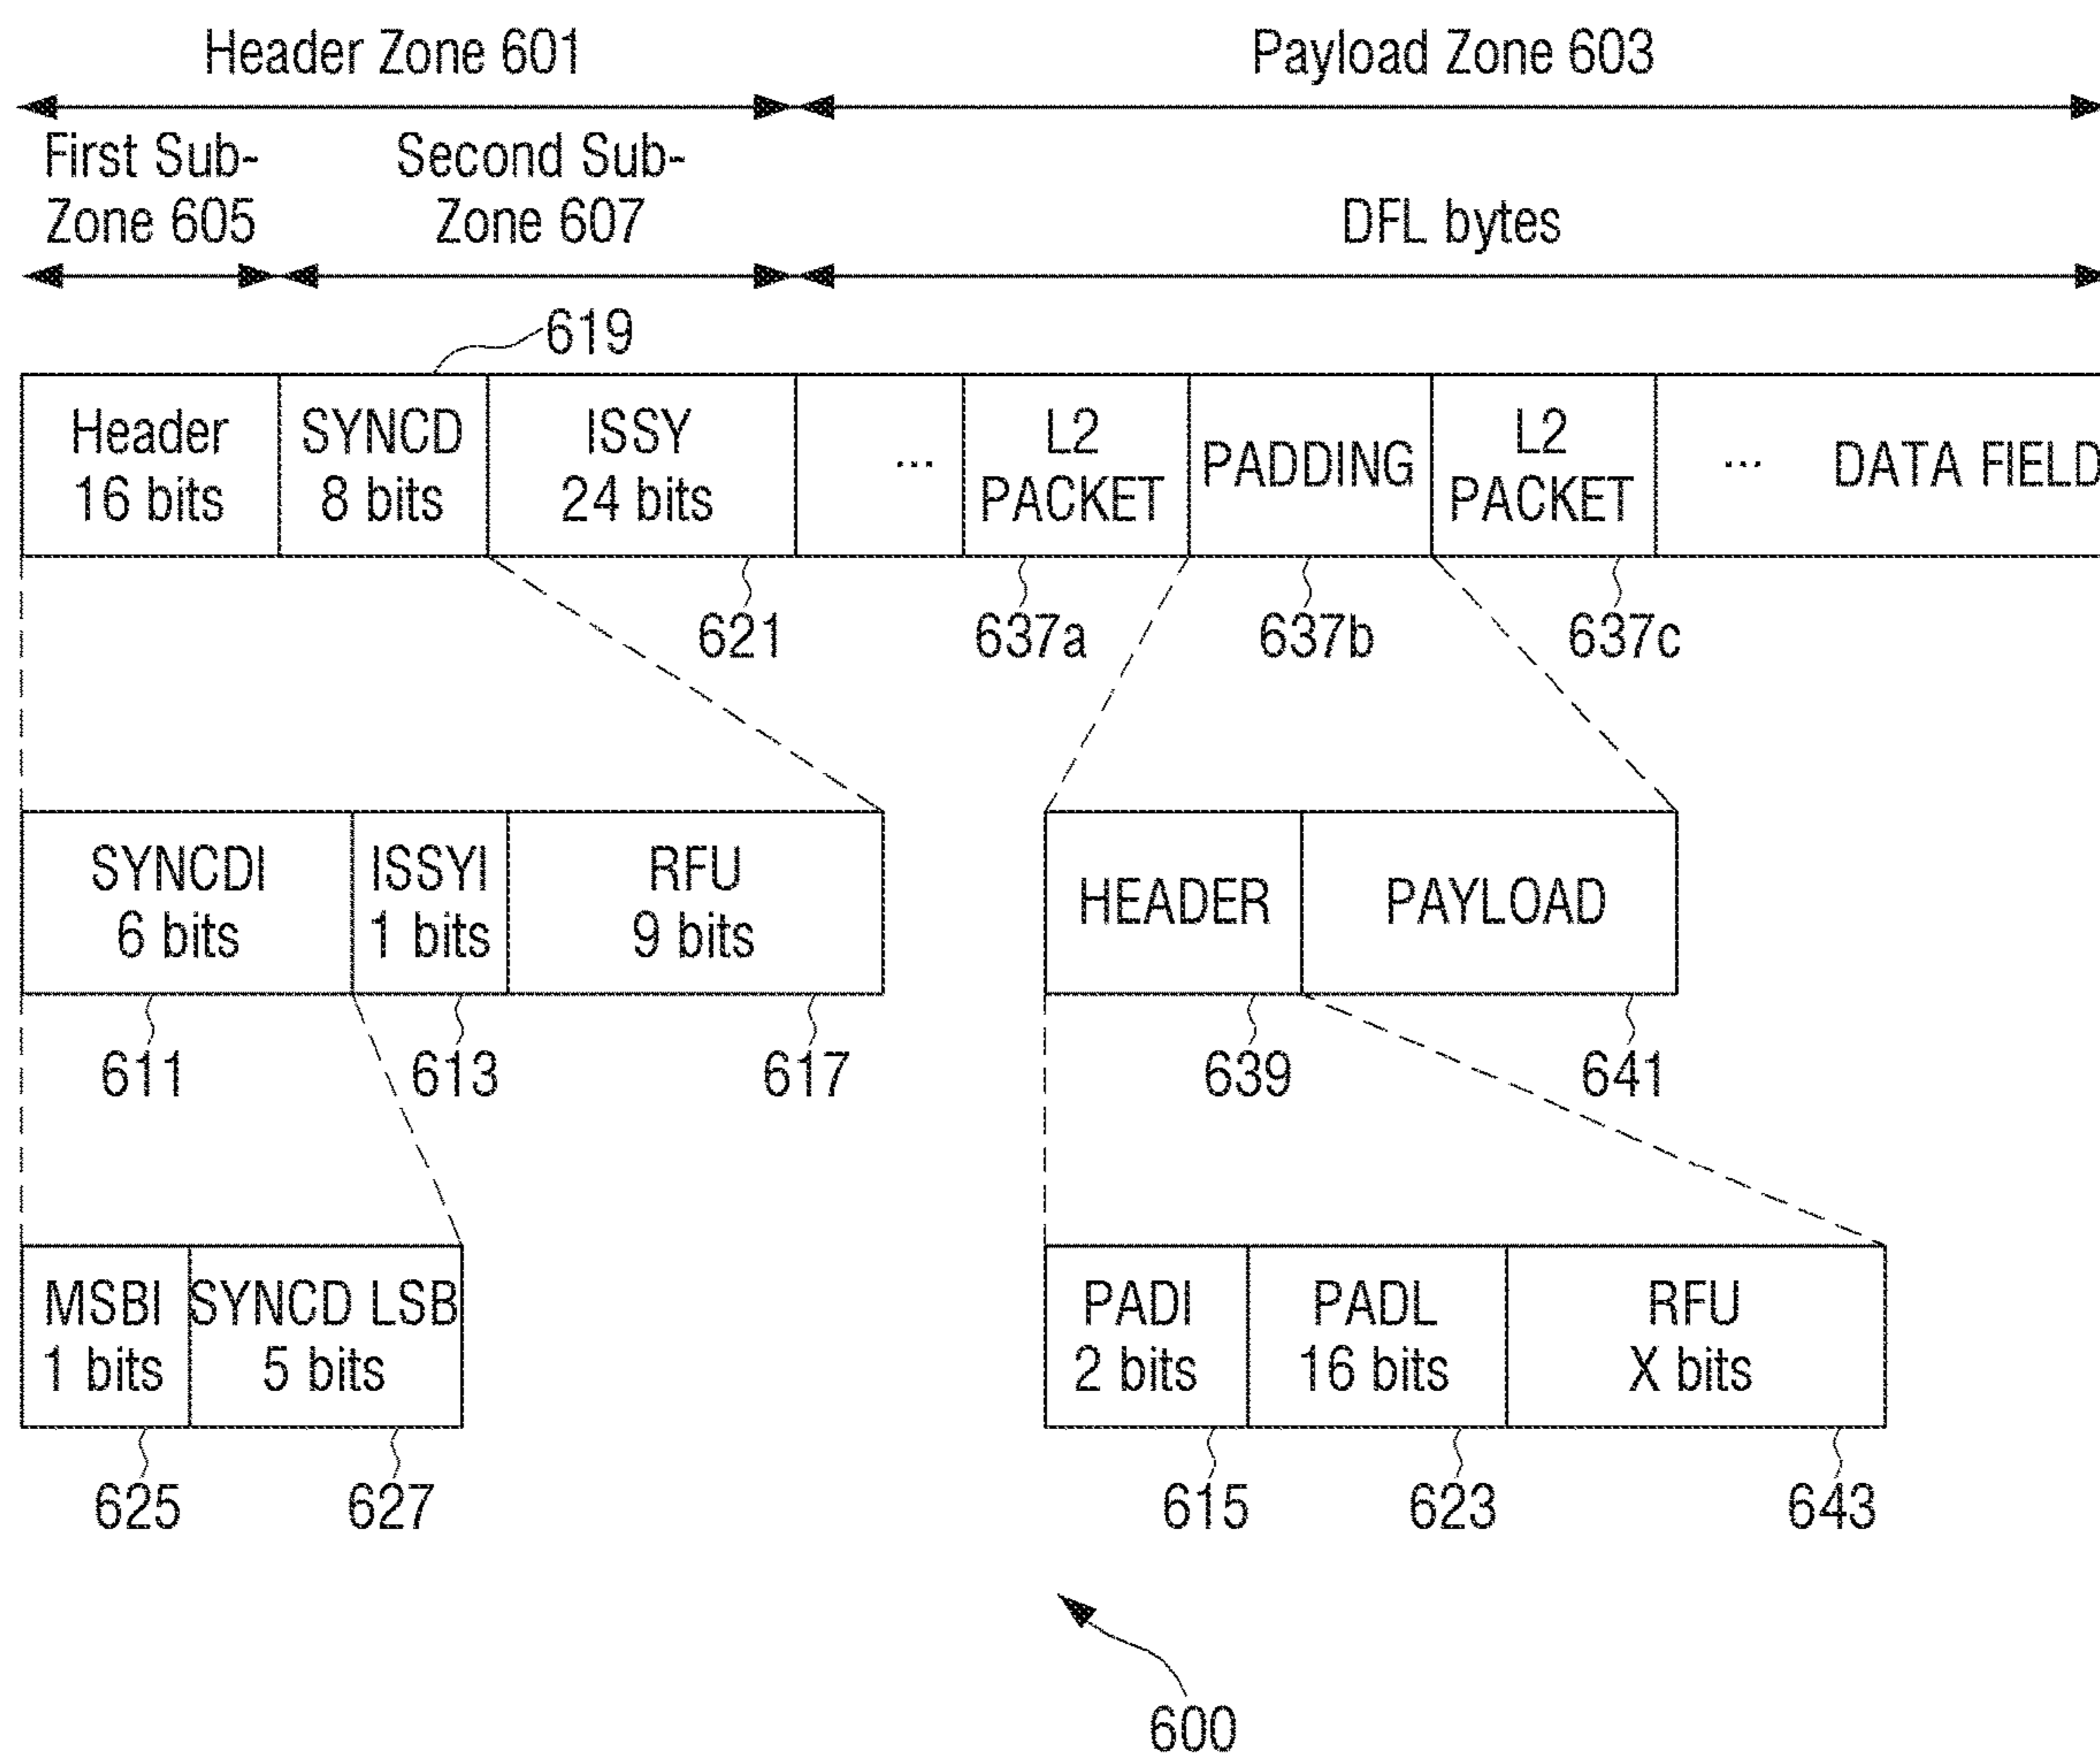 Header Zone 601
Payload Zone 603
First Sub-
Zone 605
Second Sub-
Zone 607
DFL bytes
619
Header
16 bits
SYNCD
8 bits
ISSY
24 bits
...
L2
PACKET
PADDING
L2
PACKET
...
DATA FIELD
621
637a
637b
637c
SYNCDI
6 bits
ISSYI
1 bits
RFU
9 bits
HEADER
PAYLOAD
611
613
617
639
641
MSBI
1 bits
SYNCD LSB
5 bits
PADI
2 bits
PADL
16 bits
RFU
X bits
625
627
615
623
643
600